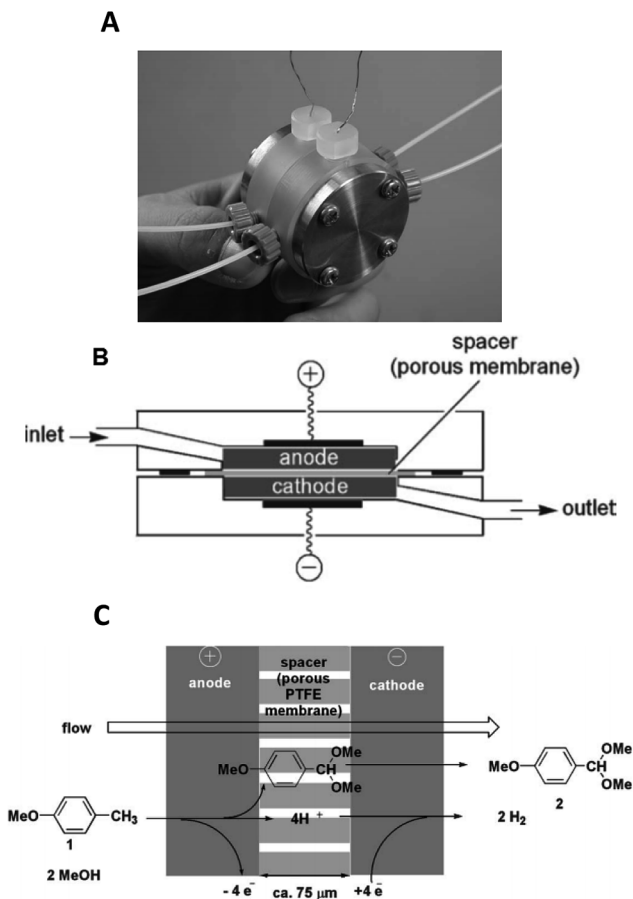 A
B
spacer
(porous membrane)
+
inlet
anode
cathode
outlet
−
C
+
anode
spacer
(porous
PTFE
membrane)
−
cathode
flow
MeO
OMe
CH
OMe
MeO
OMe
CH
OMe
2
MeO
CH3
1
4H +
2 H2
2 MeOH
- 4 e-
ca. 75 μm
+4 e-